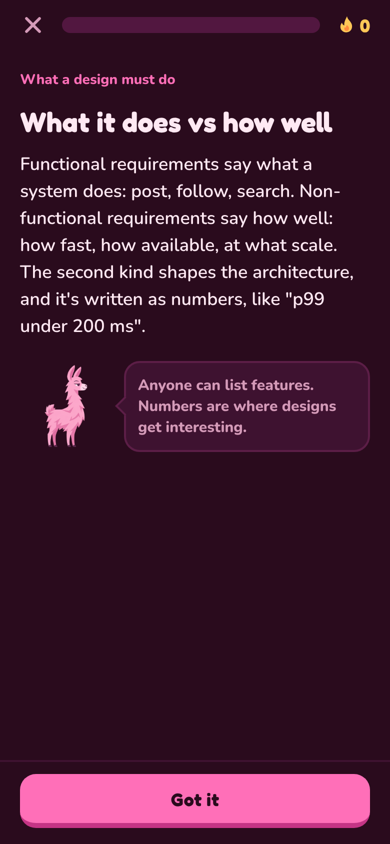 0
What a design must do
What it does vs how well
Functional requirements say what a
system does: post, follow, search. Non-
functional requirements say how well:
how fast, how available, at what scale.
The second kind shapes the architecture,
and it's written as numbers, like "p99
under 200 ms".
Anyone can list features.
Numbers are where designs
get interesting.
Got it